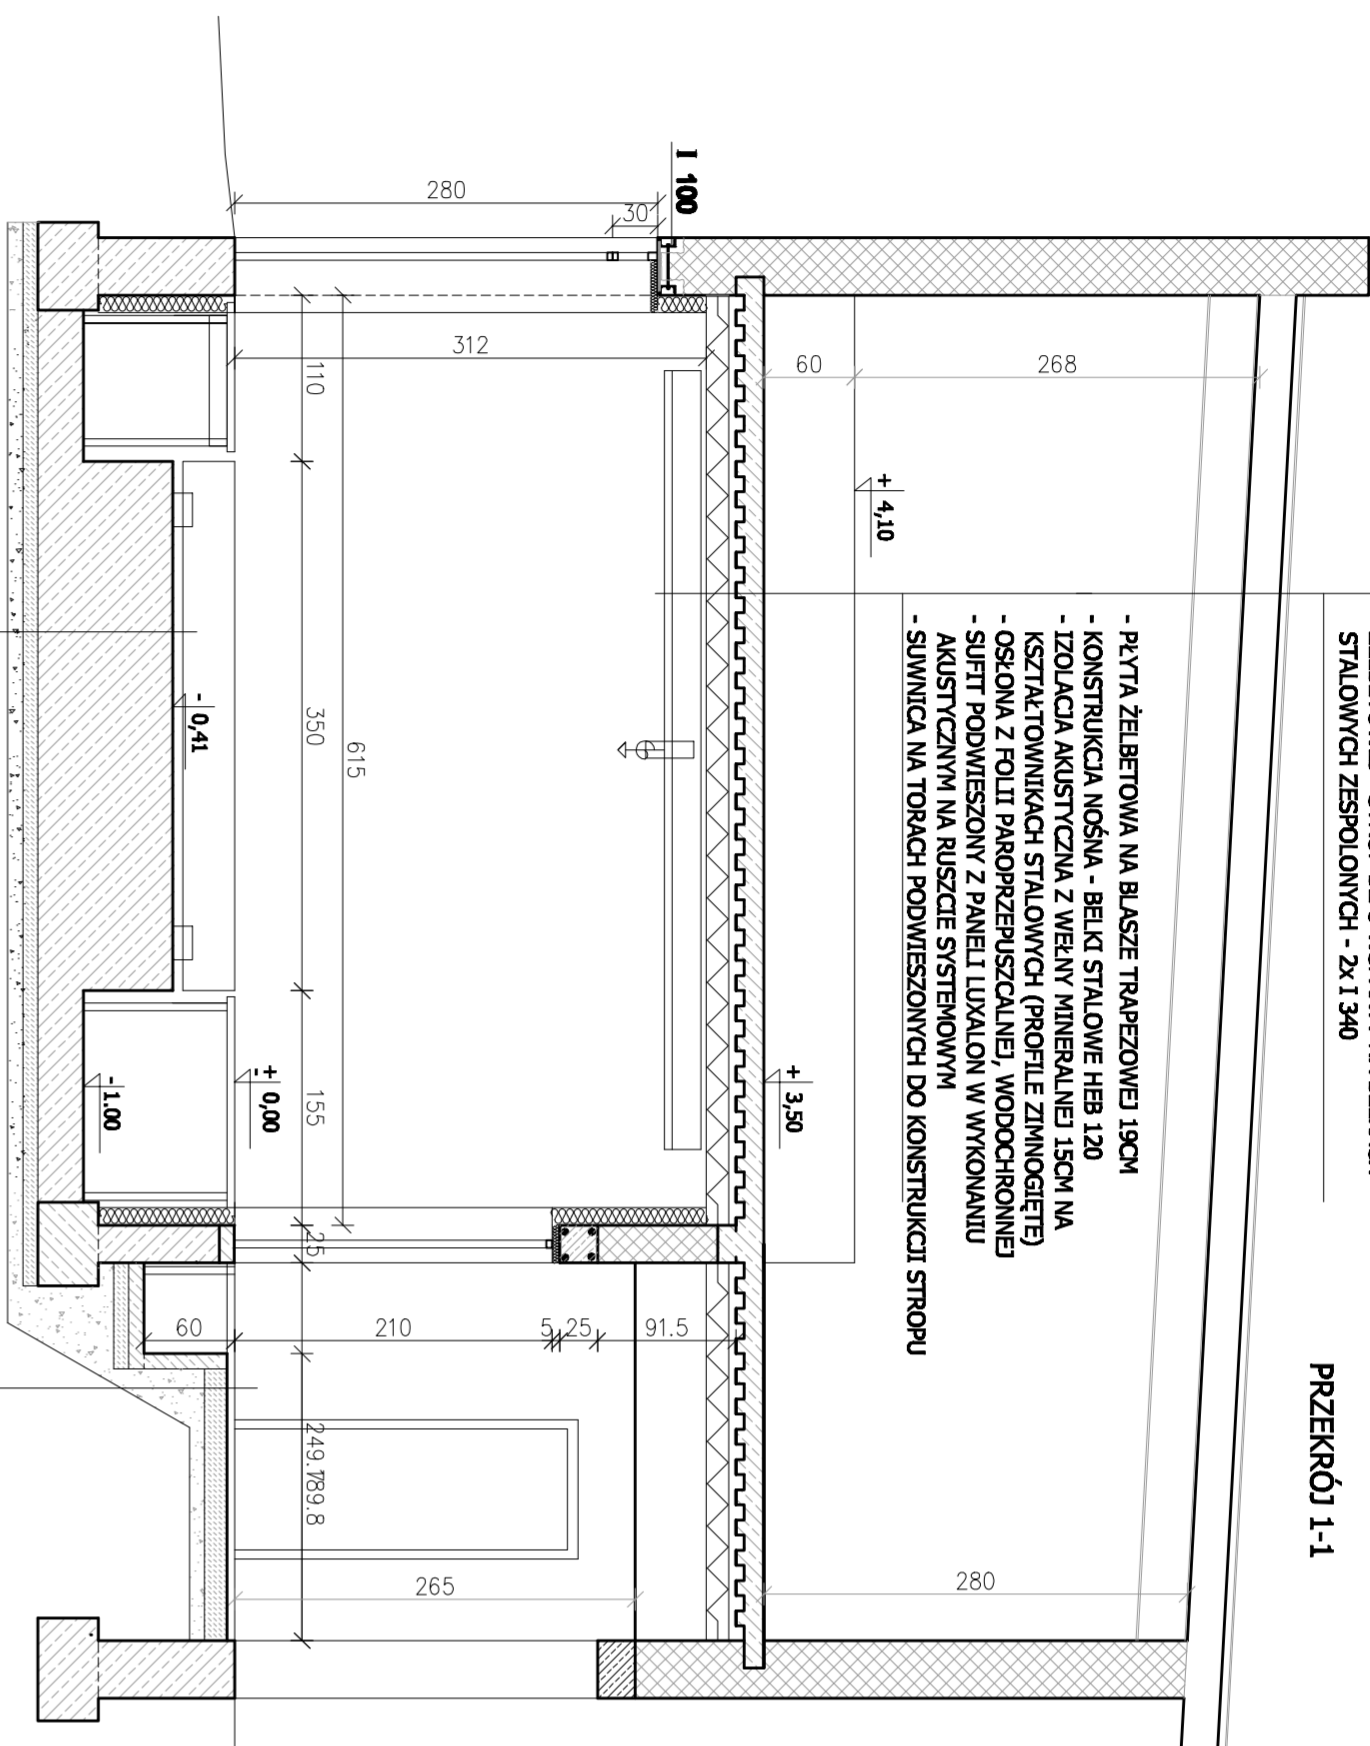 STALOWYCH ZESPOLONYCH - 2x I 340
PRZEKRÓJ 1-1
- PŁYTA ŻELBETOWA NA BLASZE TRAPEZOWEJ 19CM
- KONSTRUKCJA NOŚNA - BELKI STALOWE HEB 120
- IZOLACJA AKUSTYCZNA Z WEŁNY MINERALNEJ 15CM NA
KSZTAŁTOWNIKACH STALOWYCH (PROFILE ZIMNOGIĘTE)
- OSŁONA Z FOLII PAROPRZEPUSZCALNEJ, WODOCHRONNEJ
- SUFIT PODWIESZONY Z PANELI LUXALON W WYKONANIU
AKUSTYCZNYM NA RUSZCIE SYSTEMOWYM
- SUWNICA NA TORACH PODWIESZONYCH DO KONSTRUKCJI STROPU
I 100
280
30
312
60
268
+ 4,10
110
350
615
155
25
- 0,41
+ 3,50
+
- 0,00
-1.00
60
210
5
25
91.5
249.7
89.8
265
280